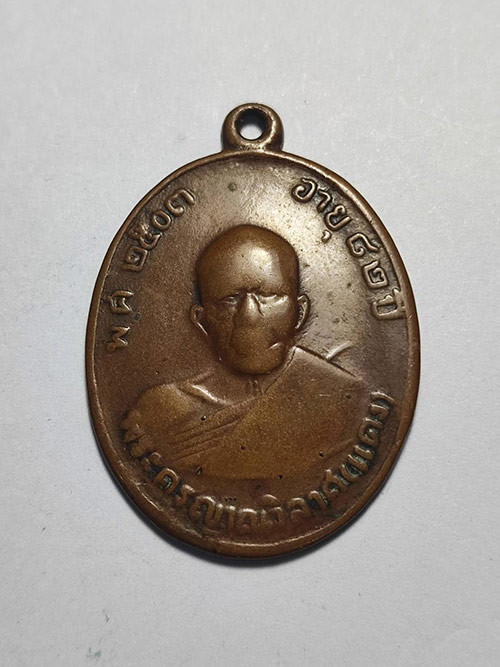 พ.ศ. ๒๕๐๓
อายุ ๘๒ ปี
พระครูญาณวิลาศ(แดง)